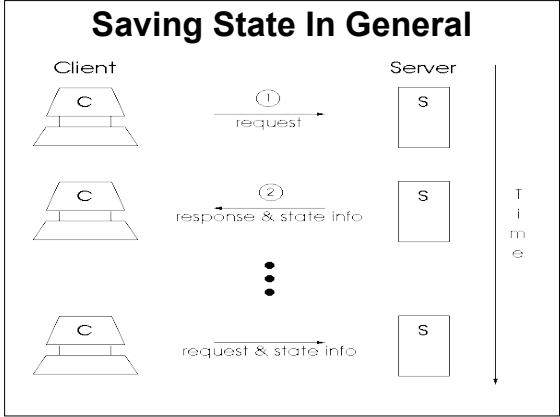 Saving State In General
Client Server
C 1 S
request
C 2 S
response & state info
T
i
m
e
C S
request & state info